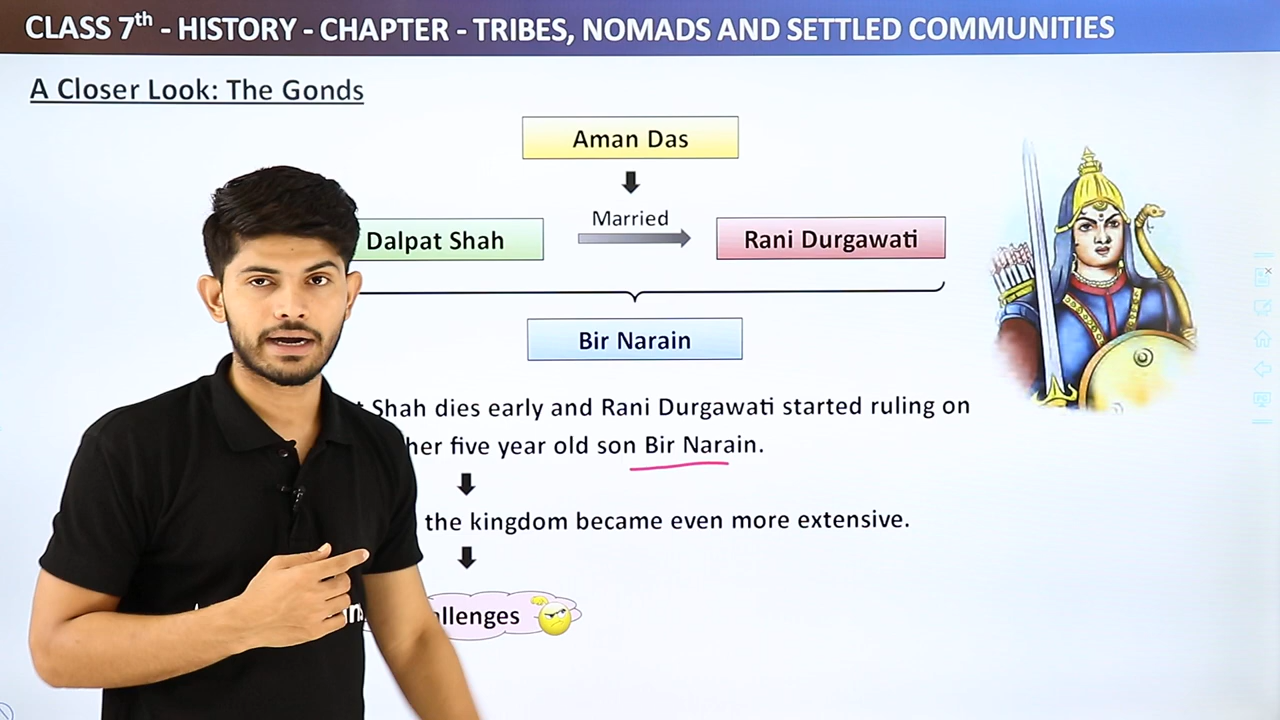 CLASS 7th - HISTORY - CHAPTER - TRIBES, NOMADS AND SETTLED COMMUNITIES
A Closer Look: The Gonds
Aman Das
Married
Dalpat Shah
Rani Durgawati
Bir Narain
Shah dies early and Rani Durgawati started ruling on
her five year old son Bir Narain.
the kingdom became even more extensive.